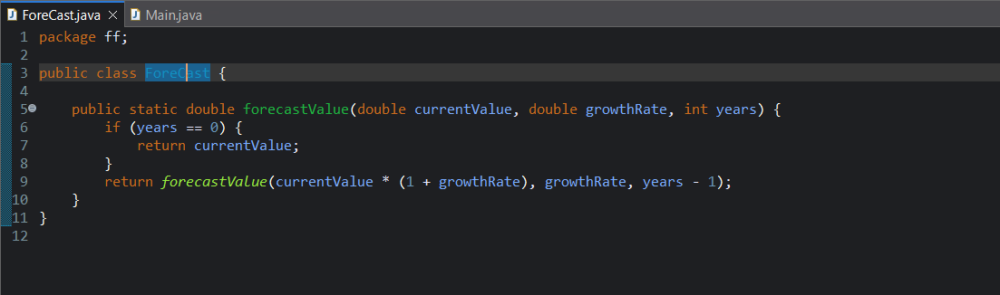 ForeCast.java Main.java
1 package ff;
2
3 public class ForeCast {
4
5 public static double forecastValue(double currentValue, double growthRate, int years) {
6 if (years == 0) {
7 return currentValue;
8 }
9 return forecastValue(currentValue * (1 + growthRate), growthRate, years - 1);
10 }
11 }
12